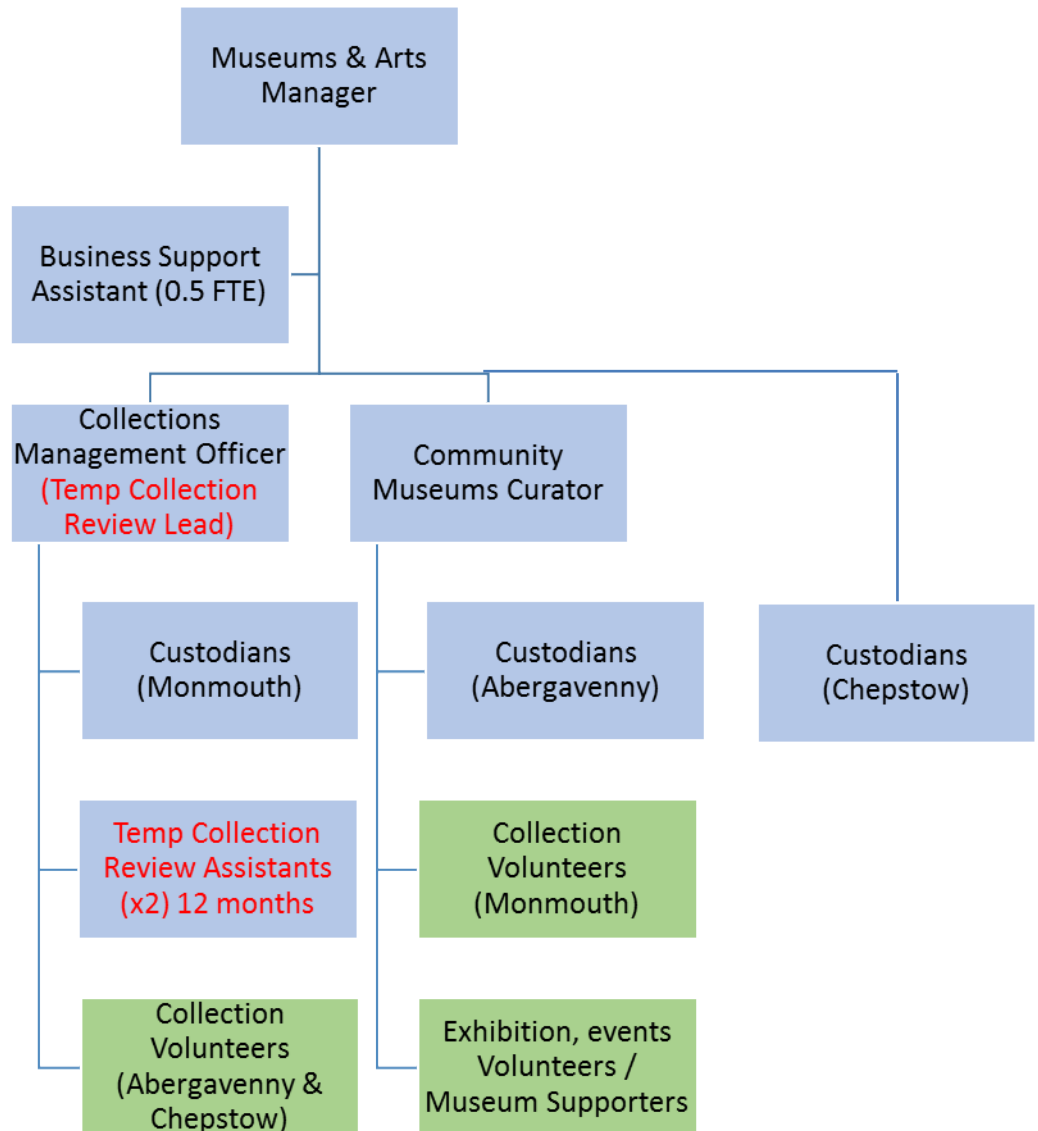 Museums & Arts
Manager
Business Support
Assistant (0.5 FTE)
Collections
Management Officer
(Temp Collection
Review Lead)
Community
Museums Curator
Custodians
(Monmouth)
Custodians
(Abergavenny)
Custodians
(Chepstow)
Temp Collection
Review Assistants
(x2) 12 months
Collection
Volunteers
(Monmouth)
Collection
Volunteers
(Abergavenny &
Chepstow)
Exhibition, events
Volunteers /
Museum Supporters